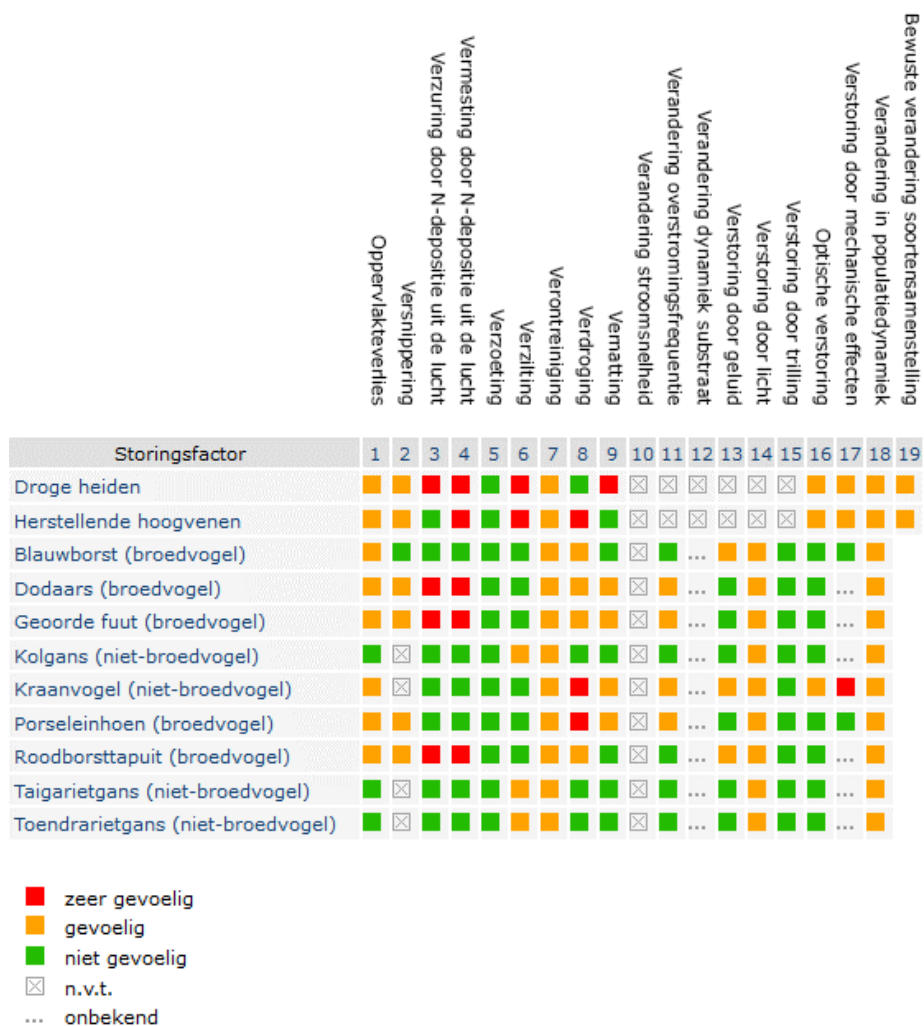 Oppervlakteverlies
Versnippering
Verzuring door N-depositie uit de lucht
Vermesting door N-depositie uit de lucht
Verzoeting
Verzilting
Verontreiniging
Verdroging
Vernatting
Verandering stroomsnelheid
Verandering overstromingsfrequentie
Verandering dynamiek substraat
Verstoring door geluid
Verstoring door licht
Verstoring door trilling
Optische verstoring
Verstoring door mechanische effecten
Verandering in populatiedynamiek
Bewuste verandering soortensamenstelling
Storingsfactor 1 2 3 4 5 6 7 8 9 10 11 12 13 14 15 16 17 18 19
Droge heiden
Herstellende hoogvenen
Blauwborst (broedvogel) ...
Dodaars (broedvogel) ... ...
Geoorde fuut (broedvogel) ... ...
Kolgans (niet-broedvogel) ... ...
Kraanvogel (niet-broedvogel) ...
Porseleinhoen (broedvogel) ...
Roodborsttapuit (broedvogel) ... ...
Taigarietgans (niet-broedvogel) ... ...
Toendrarietgans (niet-broedvogel) ... ...
zeer gevoelig
gevoelig
niet gevoelig
n.v.t.
... onbekend